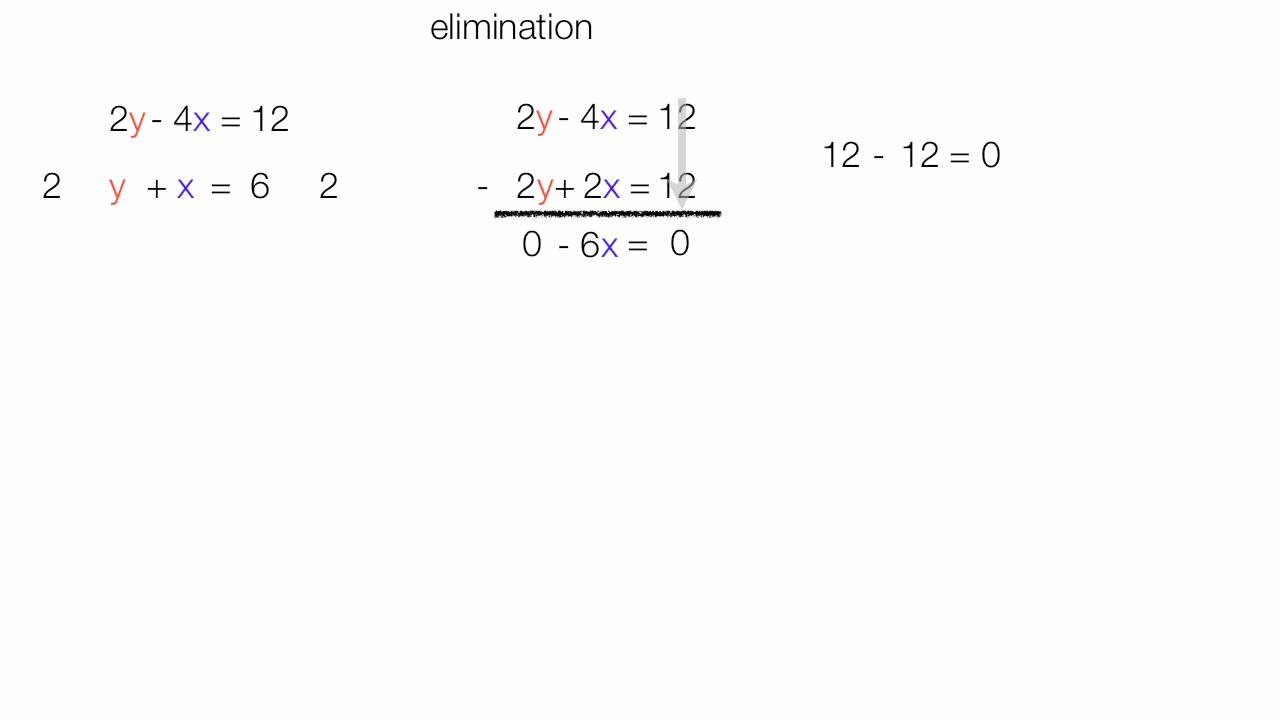 elimination
2y - 4x = 12
2 y + x = 6 2
2y - 4x = 12
- 2y + 2x = 12
0 - 6x = 0
12 - 12 = 0